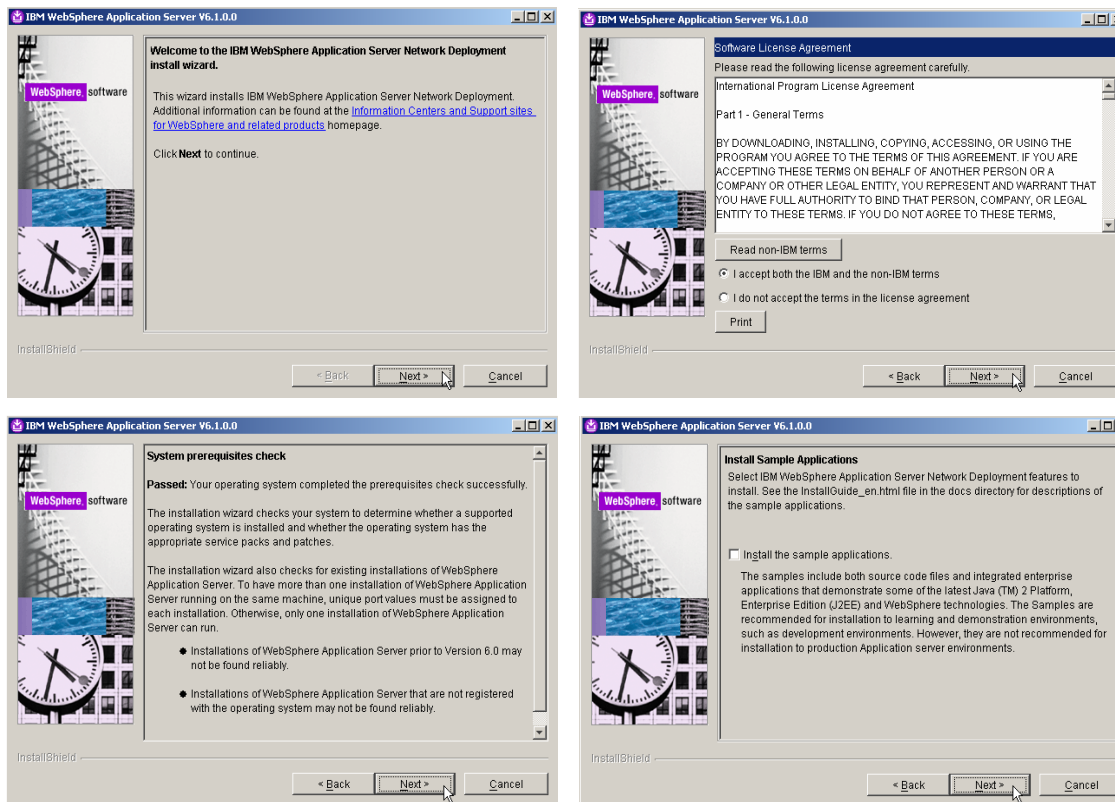 IBM WebSphere Application Server V6.1.0.0
WebSphere. software
Welcome to the IBM WebSphere Application Server Network Deployment
install wizard.
This wizard installs IBM WebSphere Application Server Network Deployment.
Additional information can be found at the Information Centers and Support sites
for WebSphere and related products homepage.
Click Next to continue.
InstallShield
< Back Next > Cancel
IBM WebSphere Application Server V6.1.0.0
WebSphere. software
Software License Agreement
Please read the following license agreement carefully.
International Program License Agreement
Part 1 - General Terms
BY DOWNLOADING, INSTALLING, COPYING, ACCESSING, OR USING THE
PROGRAM YOU AGREE TO THE TERMS OF THIS AGREEMENT. IF YOU ARE
ACCEPTING THESE TERMS ON BEHALF OF ANOTHER PERSON OR A
COMPANY OR OTHER LEGAL ENTITY, YOU REPRESENT AND WARRANT THAT
YOU HAVE FULL AUTHORITY TO BIND THAT PERSON, COMPANY, OR LEGAL
ENTITY TO THESE TERMS. IF YOU DO NOT AGREE TO THESE TERMS,
Read non-IBM terms
I accept both the IBM and the non-IBM terms
I do not accept the terms in the license agreement
Print
InstallShield
< Back Next > Cancel
IBM WebSphere Application Server V6.1.0.0
WebSphere. software
System prerequisites check
Passed: Your operating system completed the prerequisites check successfully.
The installation wizard checks your system to determine whether a supported
operating system is installed and whether the operating system has the
appropriate service packs and patches.
The installation wizard also checks for existing installations of WebSphere
Application Server. To have more than one installation of WebSphere Application
Server running on the same machine, unique port values must be assigned to
each installation. Otherwise, only one installation of WebSphere Application
Server can run.
Installations of WebSphere Application Server prior to Version 6.0 may
not be found reliably.
Installations of WebSphere Application Server that are not registered
with the operating system may not be found reliably.
InstallShield
< Back Next > Cancel
IBM WebSphere Application Server V6.1.0.0
WebSphere. software
Install Sample Applications
Select IBM WebSphere Application Server Network Deployment features to
install. See the InstallGuide_en.html file in the docs directory for descriptions of
the sample applications.
Install the sample applications.
The samples include both source code files and integrated enterprise
applications that demonstrate some of the latest Java (TM) 2 Platform,
Enterprise Edition (J2EE) and WebSphere technologies. The Samples are
recommended for installation to learning and demonstration environments,
such as development environments. However, they are not recommended for
installation to production Application server environments.
InstallShield
< Back Next > Cancel